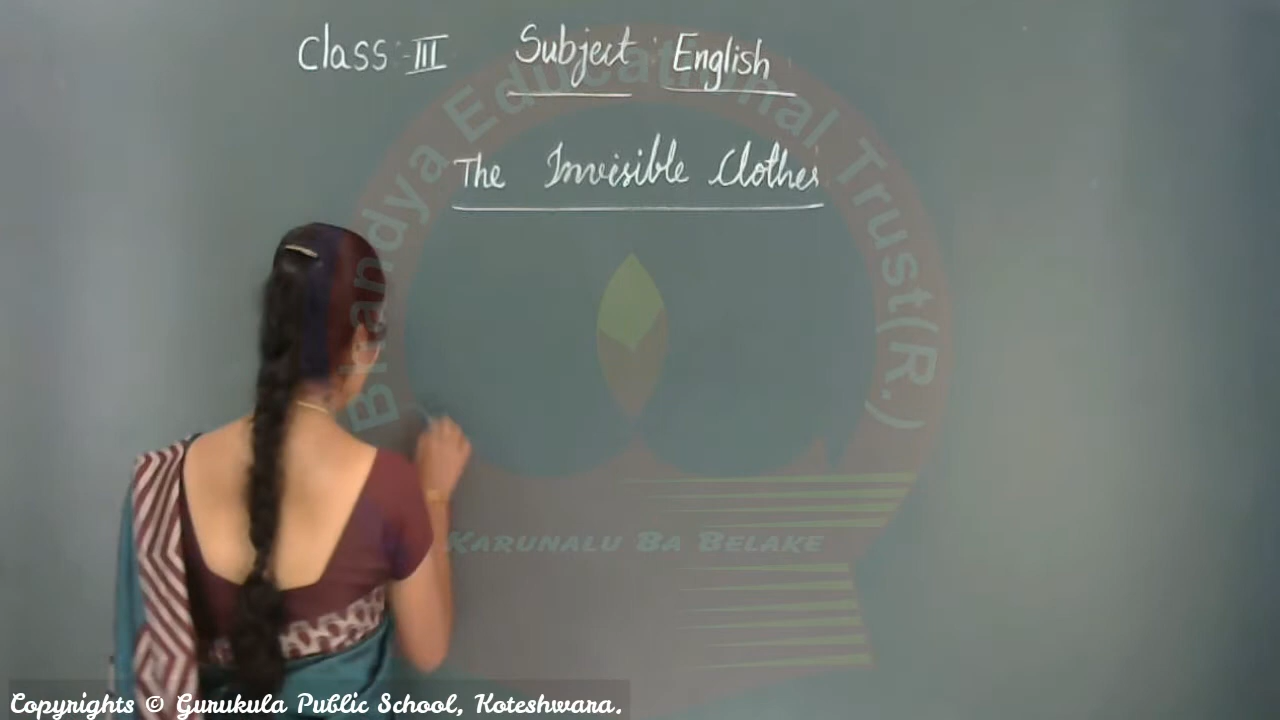 Class III Subject : English
The Invisible Clothes
Bhandya Educational Trust(R.)
KARUNALU BA BELAKE
Copyrights © Gurukula Public School, Koteshwara.